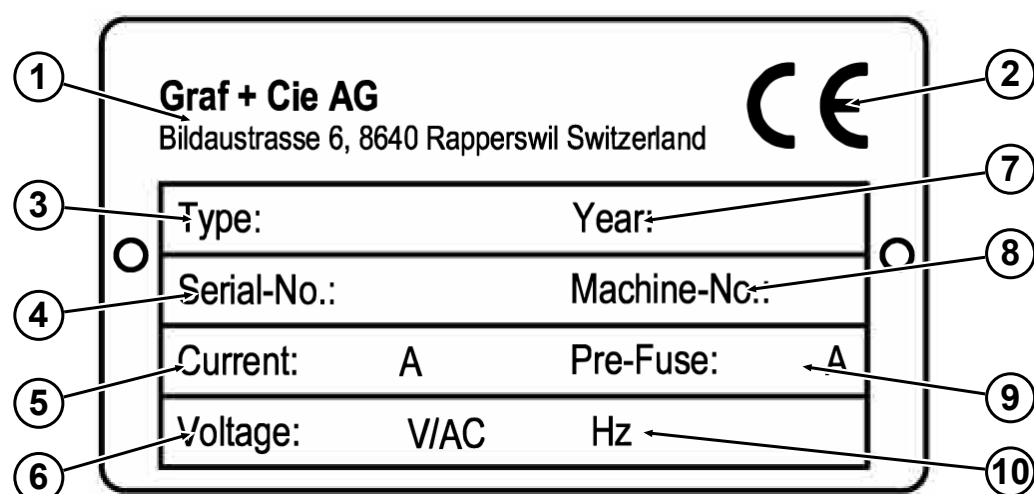 1
2
Graf + Cie AG
Bildaustrasse 6, 8640 Rapperswil Switzerland
CE
3
7
Type: Year:
8
4
Serial-No.: Machine-No.:
5
Current: A Pre-Fuse: A
9
6
Voltage: V/AC Hz
10